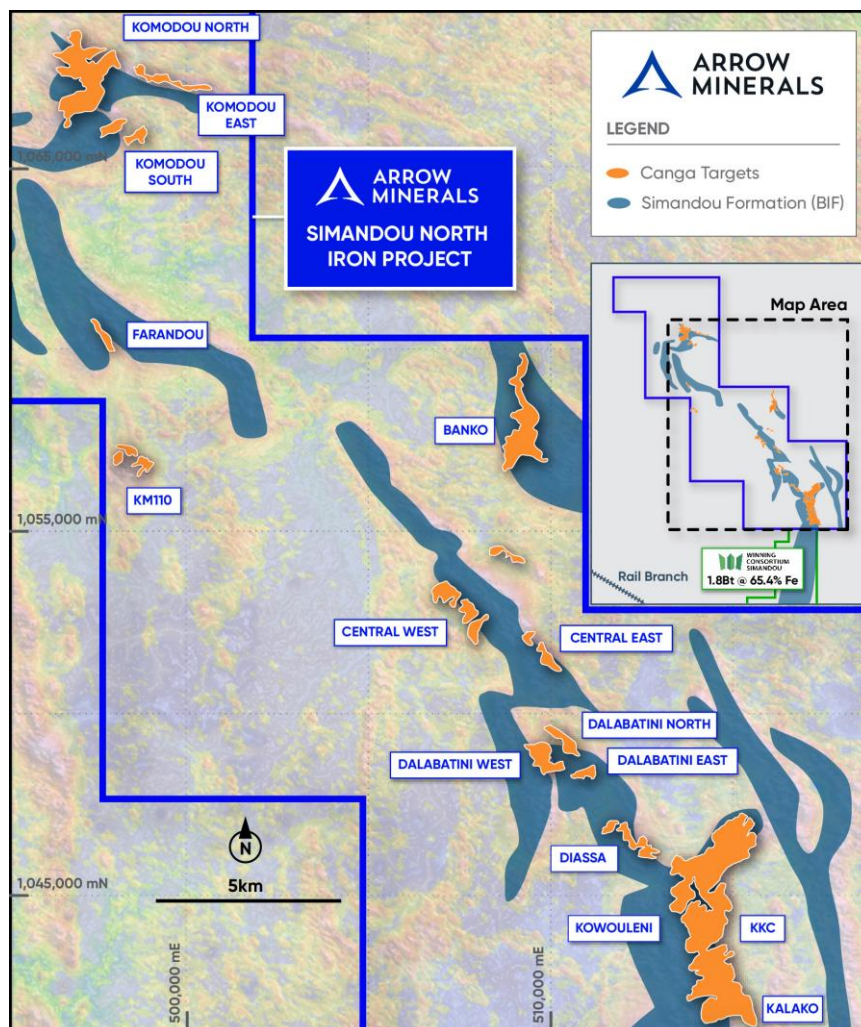 KOMODOU NORTH
KOMODOU
EAST
KOMODOU
SOUTH
1,065,000 mN
ARROW
MINERALS
SIMANDOU NORTH
IRON PROJECT
ARROW
MINERALS
LEGEND
Canga Targets
Simandou Formation (BIF)
Map Area
WINNING
CONSORTIUM
SIMANDOU
1.8Bt @ 65.4% Fe
Rail Branch
FARANDOU
BANKO
KM110
1,055,000 mN
CENTRAL WEST
CENTRAL EAST
DALABATINI NORTH
DALABATINI WEST
DALABATINI EAST
N
5km
DIASSA
1,045,000 mN
KOWOULENI
KKC
KALAKO
500,000 mE
510,000 mE